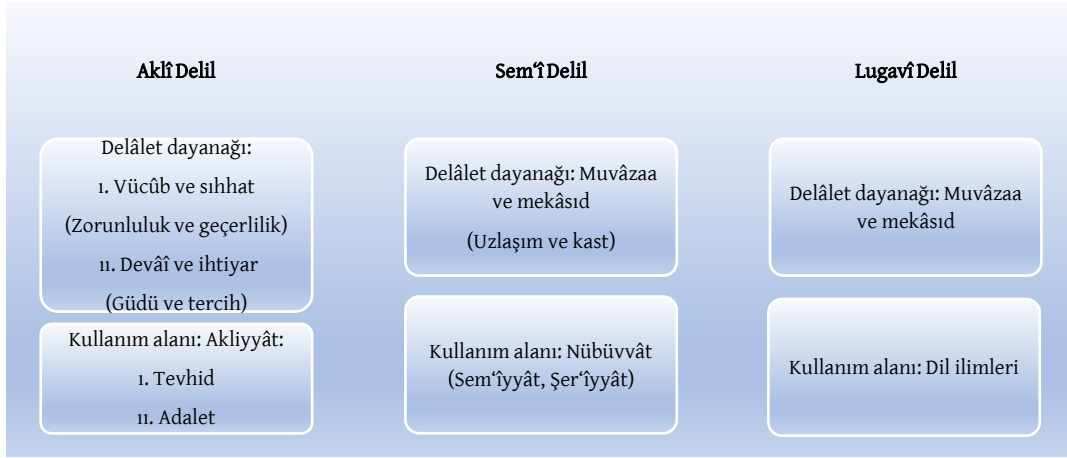 Aklî Delil
Delâlet dayanağı:
ı. Vücûb ve sıhhat
(Zorunluluk ve geçerlilik)
ıı. Devâî ve ihtiyar
(Güdü ve tercih)
Kullanım alanı: Akliyyât:
ı. Tevhid
ıı. Adalet
Sem‘î Delil
Delâlet dayanağı: Muvâzaa
ve mekâsıd
(Uzlaşım ve kast)
Kullanım alanı: Nübüvvât
(Sem‘îyyât, Şer‘îyyât)
Lugavî Delil
Delâlet dayanağı: Muvâzaa
ve mekâsıd
Kullanım alanı: Dil ilimleri